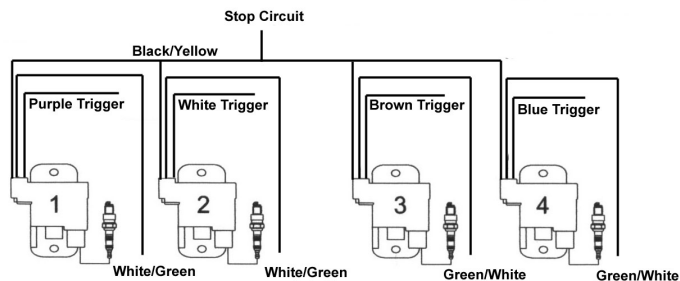 Stop Circuit
Black/Yellow
Purple Trigger
White Trigger
Brown Trigger
Blue Trigger
1
2
3
4
White/Green
White/Green
Green/White
Green/White